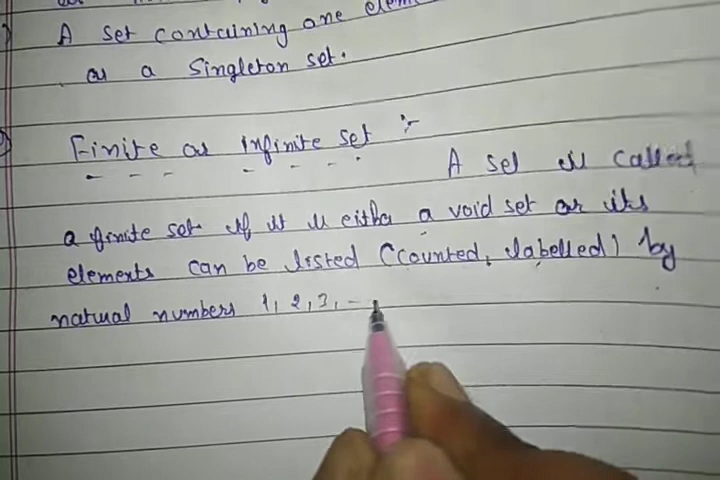 A set containing one elem
as a Singleton set.
Finite or infinite set :-
A set is called
a finite set if it is either a void set or its
elements can be listed (counted, labelled) by
natural numbers 1, 2, 3, - -